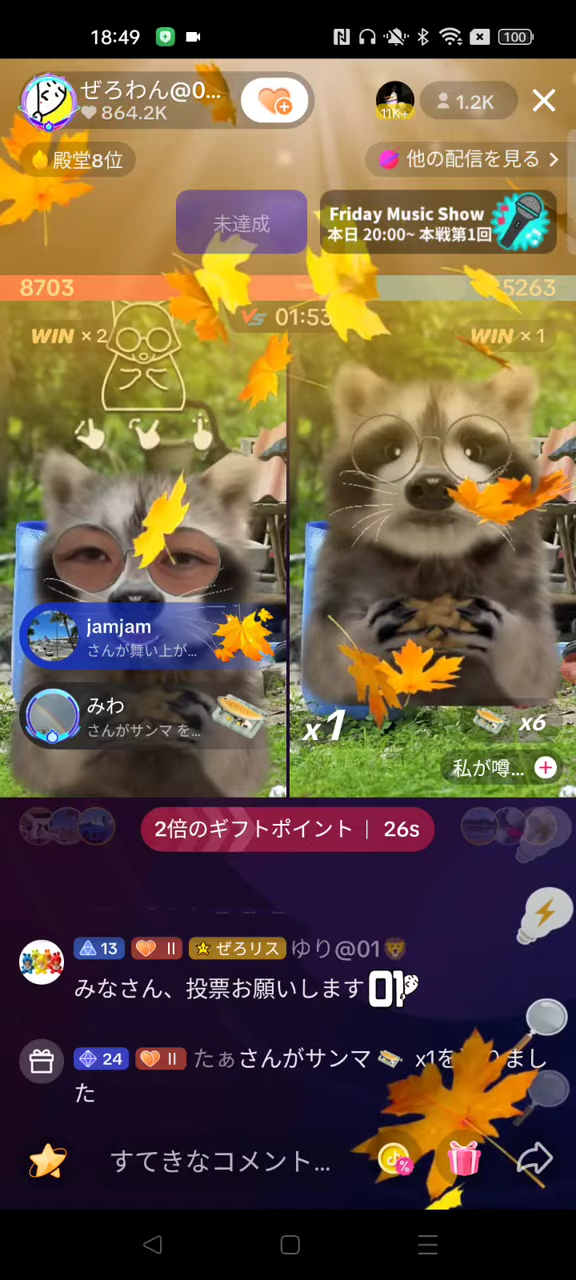 18:49
100
ぜろわん@0...
864.2K
11K+
1.2K
殿堂8位
他の配信を見る
未達成
Friday Music Show
本日 20:00~ 本戦第1回
8703
5263
VS 01:53
WIN × 2
WIN × 1
jamjam
さんが舞い上が...
みわ
さんがサンマ を...
x1
x6
私が噂...
2倍のギフトポイント | 26s
13 II ぜろリス ゆり@01
みなさん、投票お願いします 01
24 II たぁさんがサンマ x1を
まし
た
すてきなコメント...